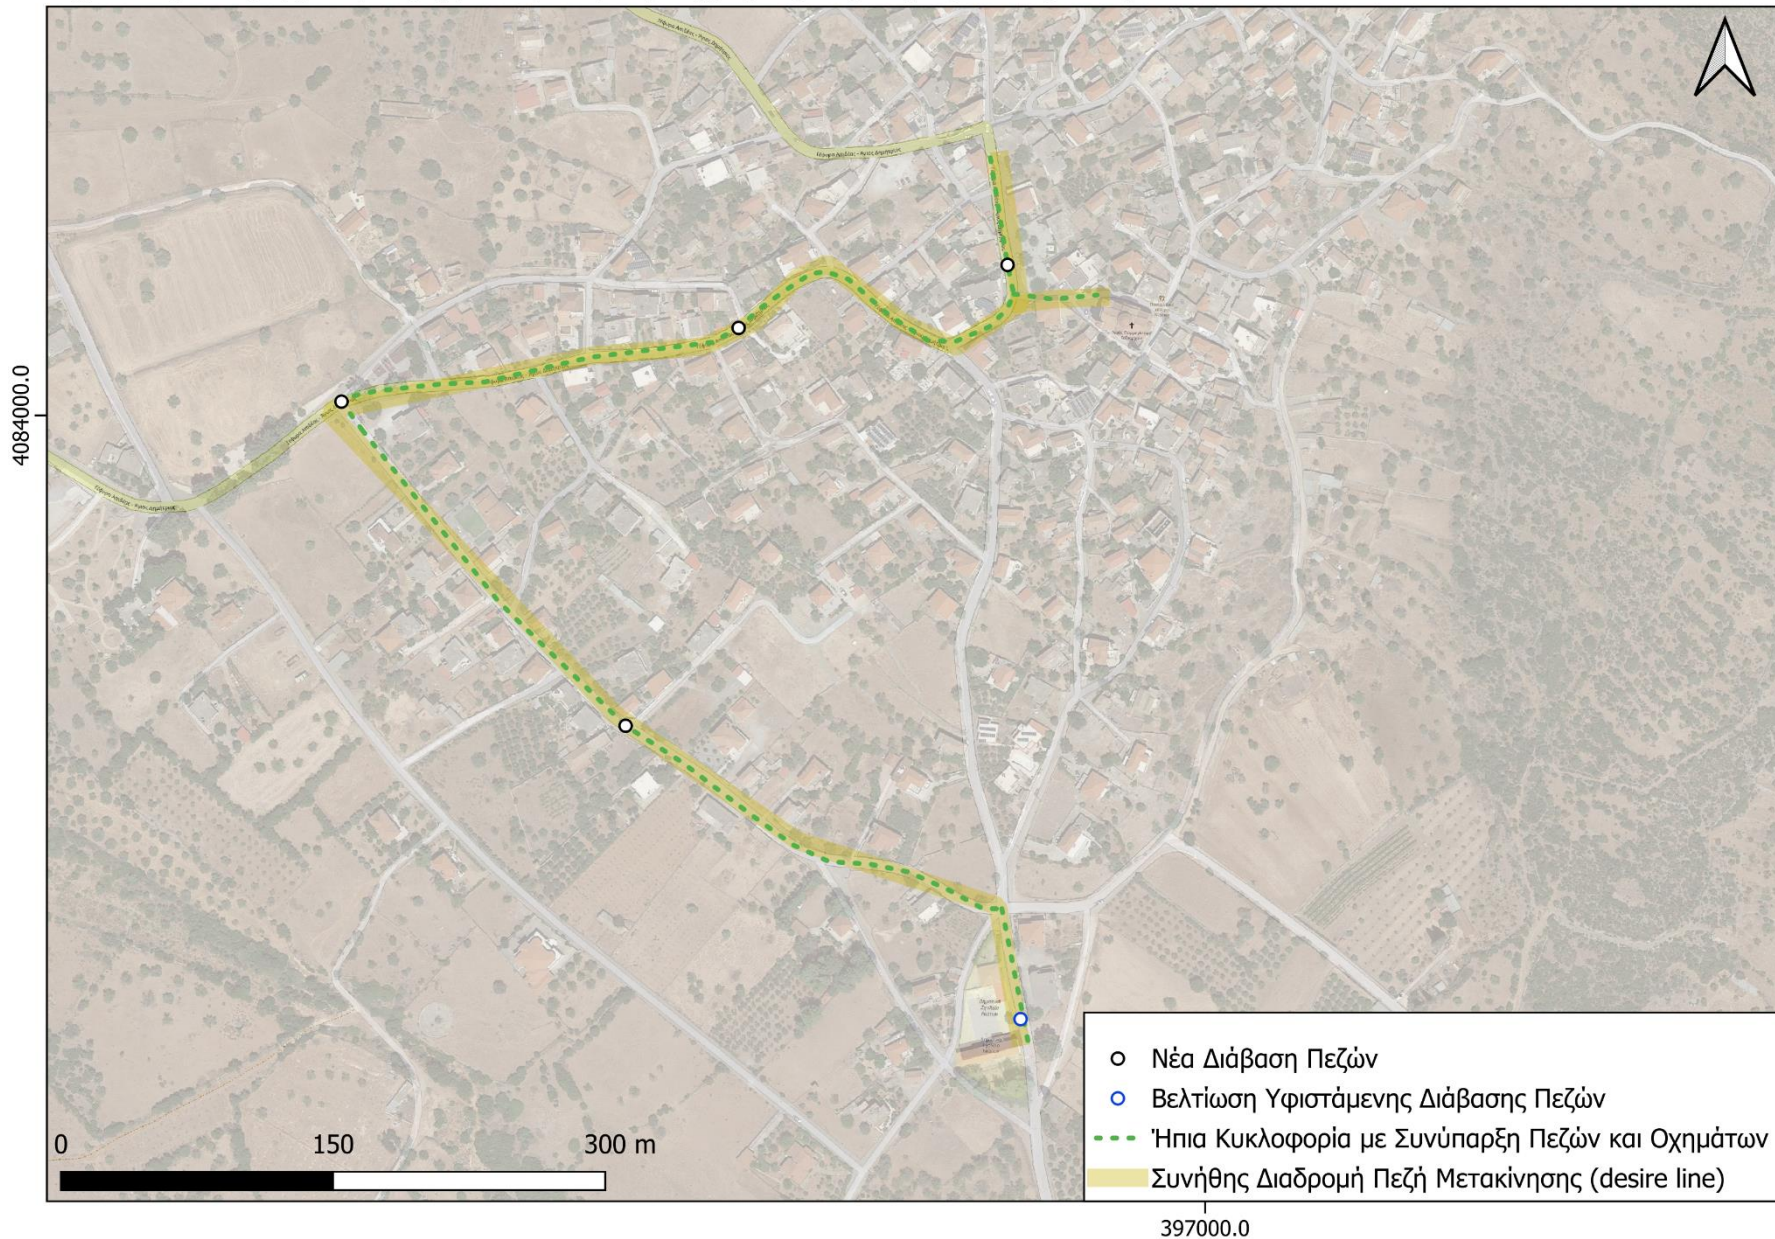 4084000.0
0 150 300 m
Νέα Διάβαση Πεζών
Βελτίωση Υφιστάμενης Διάβασης Πεζών
Ήπια Κυκλοφορία με Συνύπαρξη Πεζών και Οχημάτων
Συνήθης Διαδρομή Πεζή Μετακίνησης (desire line)
397000.0